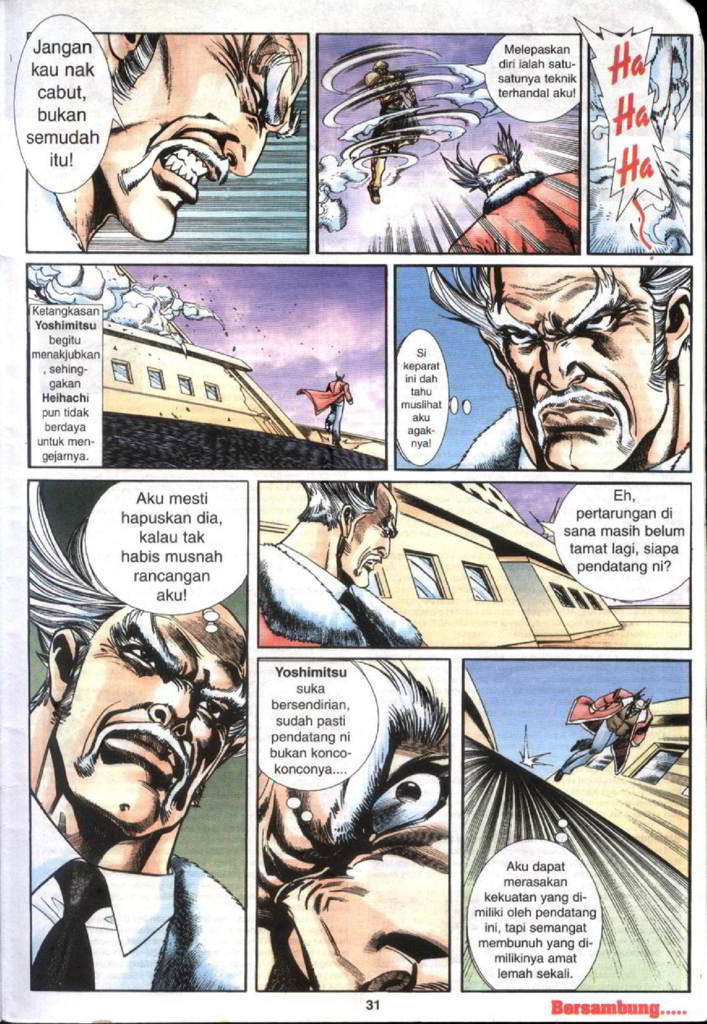 Jangan
kau nak
cabut,
bukan
semudah
itu!
Melepaskan
diri ialah satu-
satunya teknik
terhandal aku!
Ha
Ha
Ha
Ketangkasan
Yoshimitsu
begitu
menakjubkan
, sehing-
gakan
Heihachi
pun tidak
berdaya
untuk men-
gejarnya.
Si
keparat
ini dah
tahu
muslihat
aku
agak-
nya!
Aku mesti
hapuskan dia,
kalau tak
habis musnah
rancangan
aku!
Eh,
pertarungan di
sana masih belum
tamat lagi, siapa
pendatang ni?
Yoshimitsu
suka
bersendirian,
sudah pasti
pendatang ni
bukan konco-
konconya....
Aku dapat
merasakan
kekuatan yang di-
miliki oleh pendatang
ini, tapi semangat
membunuh yang di-
milikinya amat
lemah sekali.
31
Bersambung.....